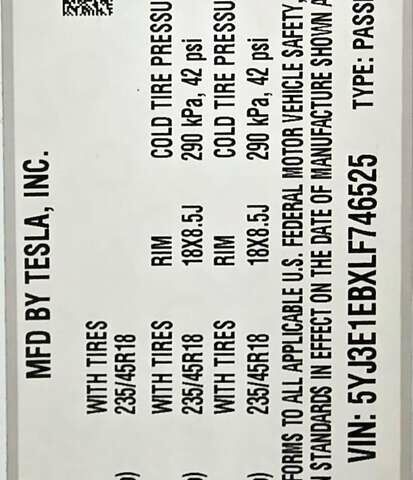 MFD BY TESLA, INC.
WITH TIRES
235/45R18
WITH TIRES RIM COLD TIRE PRESSU
235/45R18 18X8.5J 290 kPa, 42 psi
WITH TIRES RIM COLD TIRE PRESSU
235/45R18 18X8.5J 290 kPa, 42 psi
FORMS TO ALL APPLICABLE U.S. FEDERAL MOTOR VEHICLE SAFETY,
N STANDARDS IN EFFECT ON THE DATE OF MANUFACTURE SHOWN A
VIN: 5YJ3E1EBXLF746525 TYPE: PASS